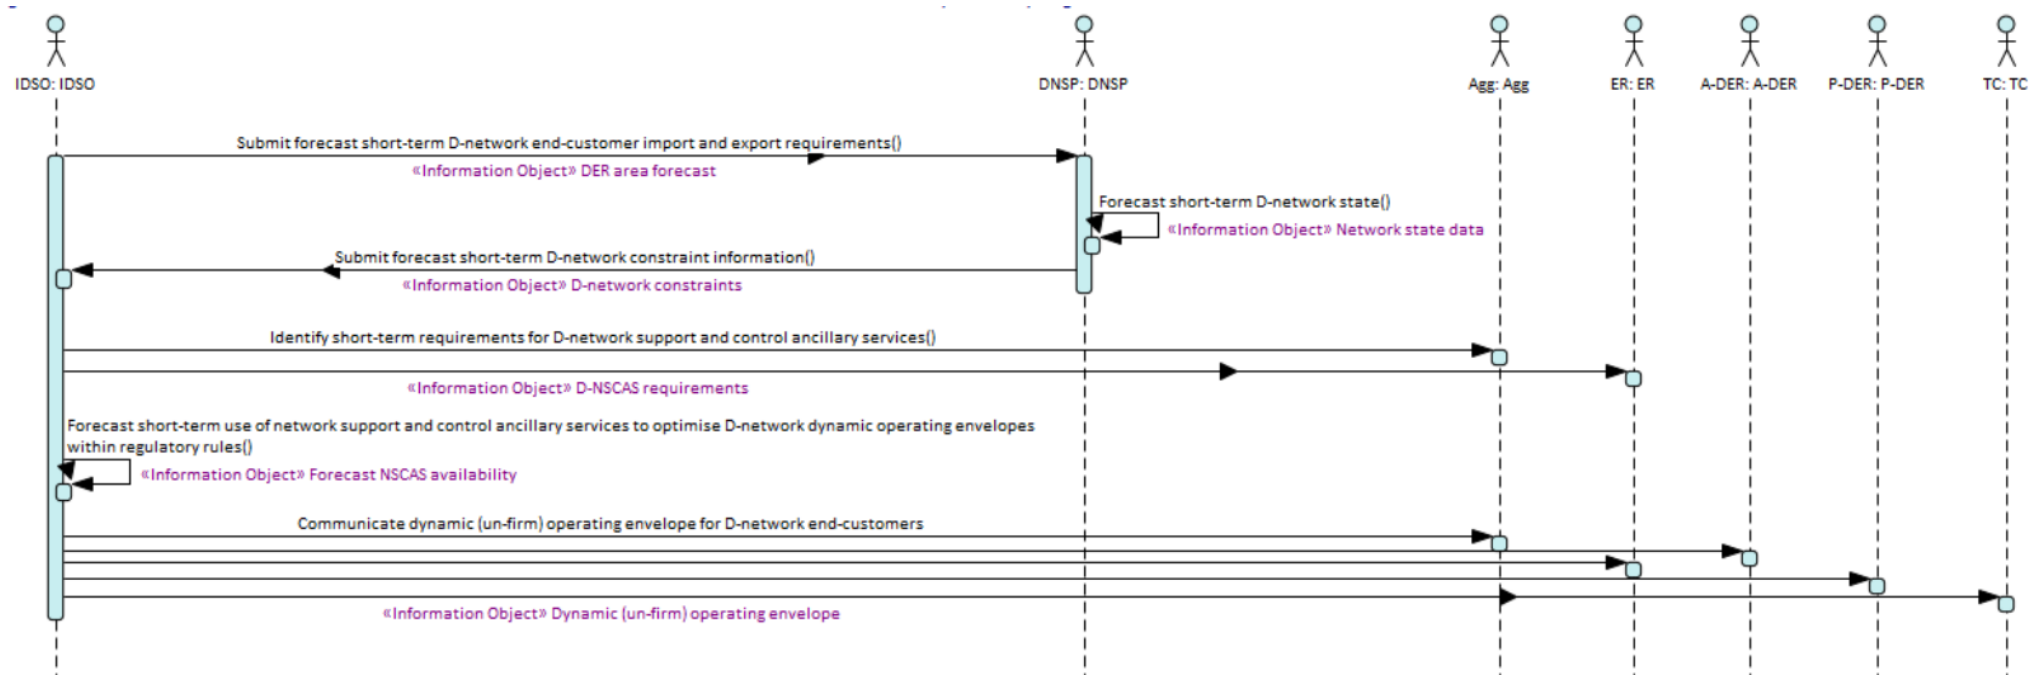 IDSO: IDSO
DNSP: DNSP
Agg: Agg
ER: ER
A-DER: A-DER
P-DER: P-DER
TC: TC
Submit forecast short-term D-network end-customer import and export requirements()
«Information Object» DER area forecast
Forecast short-term D-network state()
«Information Object» Network state data
Submit forecast short-term D-network constraint information()
«Information Object» D-network constraints
Identify short-term requirements for D-network support and control ancillary services()
«Information Object» D-NSCAS requirements
Forecast short-term use of network support and control ancillary services to optimise D-network dynamic operating envelopes
within regulatory rules()
«Information Object» Forecast NSCAS availability
Communicate dynamic (un-firm) operating envelope for D-network end-customers
«Information Object» Dynamic (un-firm) operating envelope